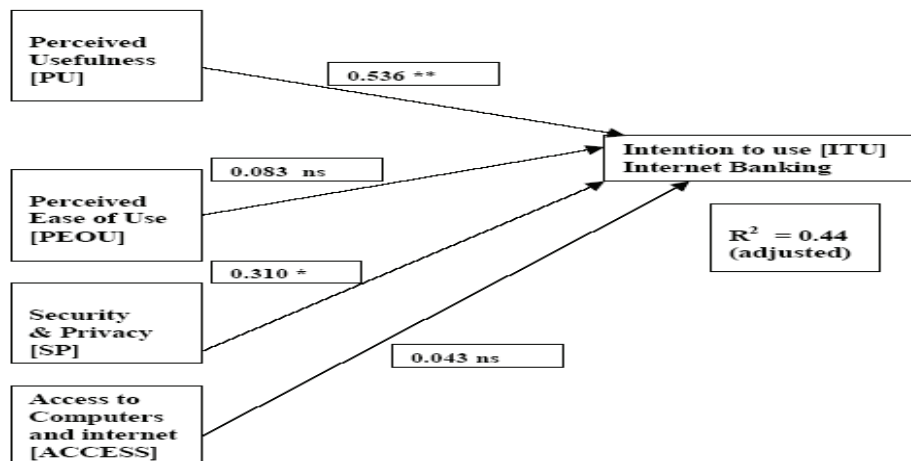 Perceived
Usefulness
[PU]
0.536 **
Intention to use [ITU]
Internet Banking
0.083 ns
Perceived
Ease of Use
[PEOU]
R² = 0.44
(adjusted)
0.310 *
Security
& Privacy
[SP]
0.043 ns
Access to
Computers
and internet
[ACCESS]